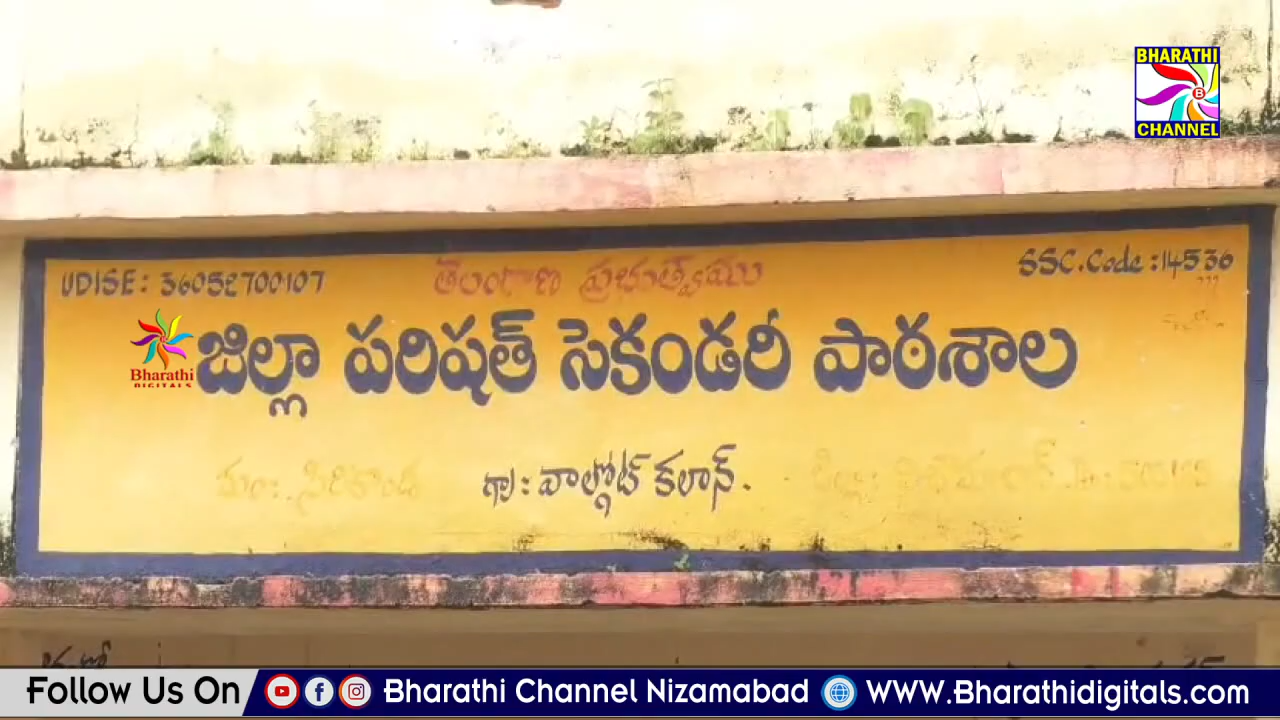 BHARATHI
CHANNEL
UDISE: 36052700107 తెలంగాణ ప్రభుత్వము SSC.Code:14536
జిల్లా పరిషత్ సెకండరీ పాఠశాల
Bharathi
DIGITALS
మం: సిరికొండ గ్రా: వాల్గోట్ కలాన్.
Follow Us On Bharathi Channel Nizamabad WWW.Bharathidigitals.com